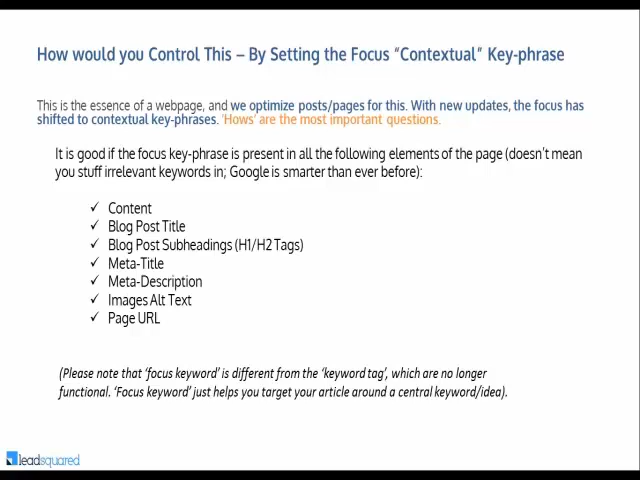 How would you Control This – By Setting the Focus “Contextual” Key-phrase
This is the essence of a webpage, and we optimize posts/pages for this. With new updates, the focus has
shifted to contextual key-phrases. ‘Hows’ are the most important questions.
It is good if the focus key-phrase is present in all the following elements of the page (doesn’t mean
you stuff irrelevant keywords in; Google is smarter than ever before):
✓ Content
✓ Blog Post Title
✓ Blog Post Subheadings (H1/H2 Tags)
✓ Meta-Title
✓ Meta-Description
✓ Images Alt Text
✓ Page URL
(Please note that ‘focus keyword’ is different from the ‘keyword tag’, which are no longer
functional. ‘Focus keyword’ just helps you target your article around a central keyword/idea).
leadsquared